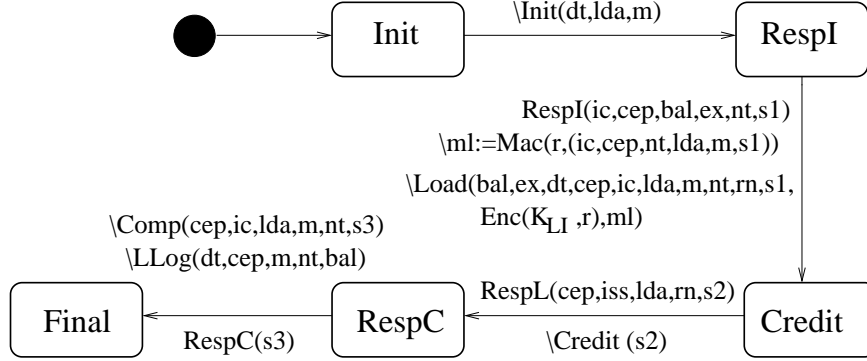 \Init(dt,lda,m)
Init
RespI
RespI(ic,cep,bal,ex,nt,s1)
\ml:=Mac(r,(ic,cep,nt,lda,m,s1))
\Load(bal,ex,dt,cep,ic,lda,m,nt,rn,s1,
Enc(K_LI ,r),ml)
\Comp(cep,ic,lda,m,nt,s3)
\LLog(dt,cep,m,nt,bal)
RespL(cep,iss,lda,rn,s2)
Final
RespC
Credit
RespC(s3)
\Credit (s2)